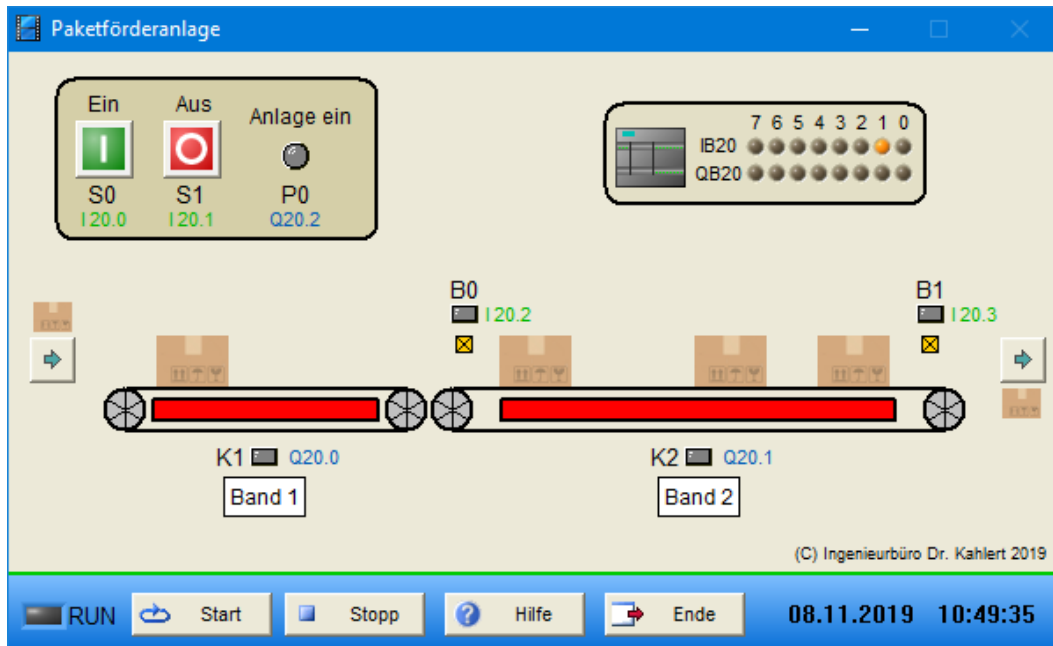 Paketförderanlage
Ein Aus Anlage ein
S0 S1 P0
I 20.0 I 20.1 Q20.2
7 6 5 4 3 2 1 0
IB20
QB20
B0 I 20.2
B1 I 20.3
K1 Q20.0
Band 1
K2 Q20.1
Band 2
(C) Ingenieurbüro Dr. Kahlert 2019
RUN Start Stopp Hilfe Ende 08.11.2019 10:49:35